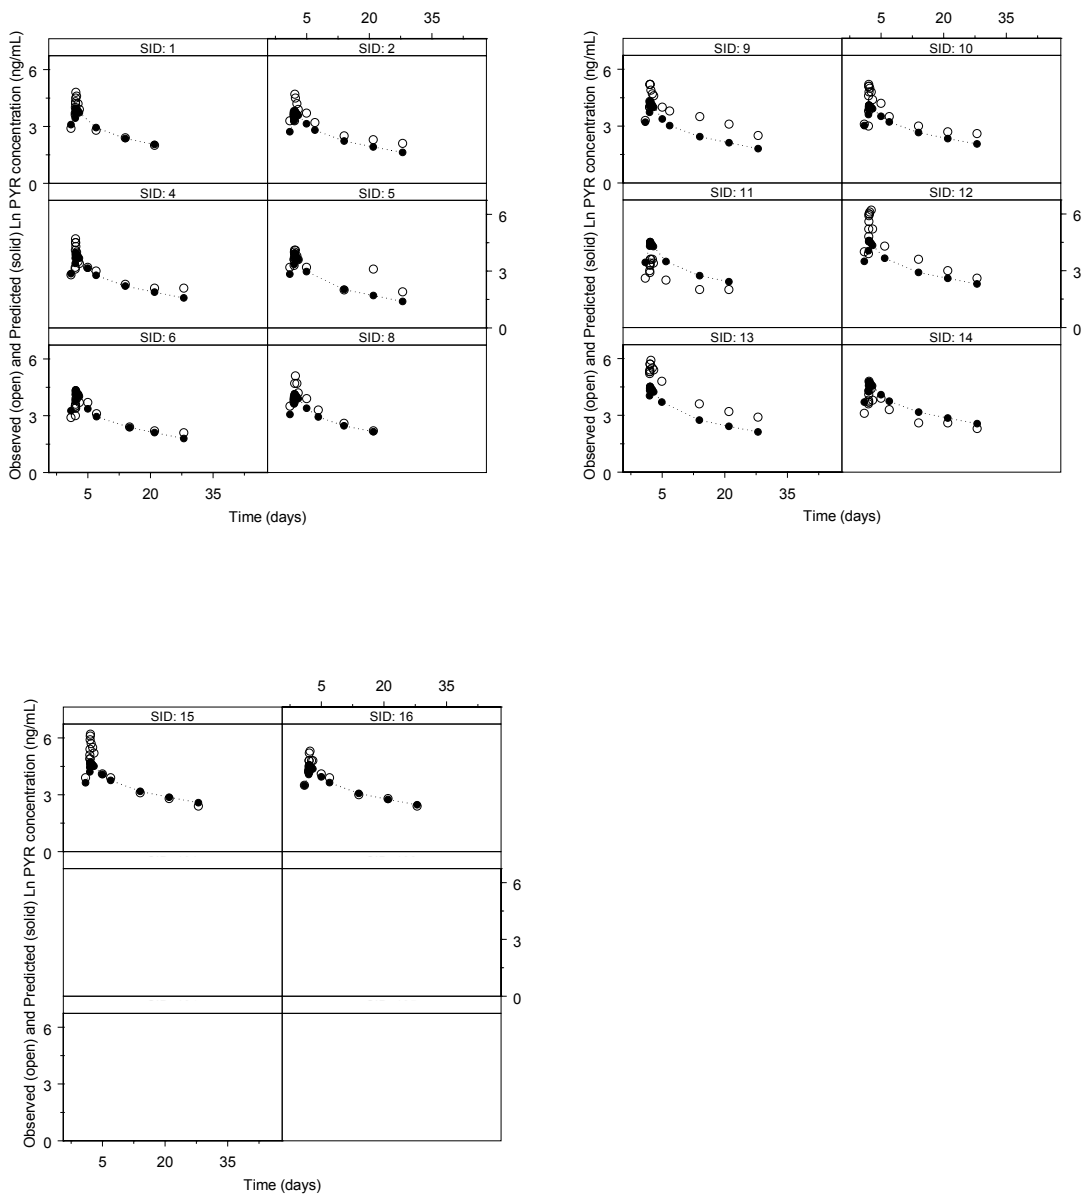 5 20 35
SID: 1 SID: 2
6
3
0
SID: 4 SID: 5
6
3
0
SID: 6 SID: 8
6
3
0
5 20 35
Time (days)
Observed (open) and Predicted (solid) Ln PYR concentration (ng/mL)
5 20 35
SID: 9 SID: 10
6
3
0
SID: 11 SID: 12
6
3
0
SID: 13 SID: 14
6
3
0
5 20 35
Time (days)
Observed (open) and Predicted (solid) Ln PYR concentration (ng/mL)
5 20 35
SID: 15 SID: 16
6
3
0
6
3
0
6
3
0
5 20 35
Time (days)
Observed (open) and Predicted (solid) Ln PYR concentration (ng/mL)